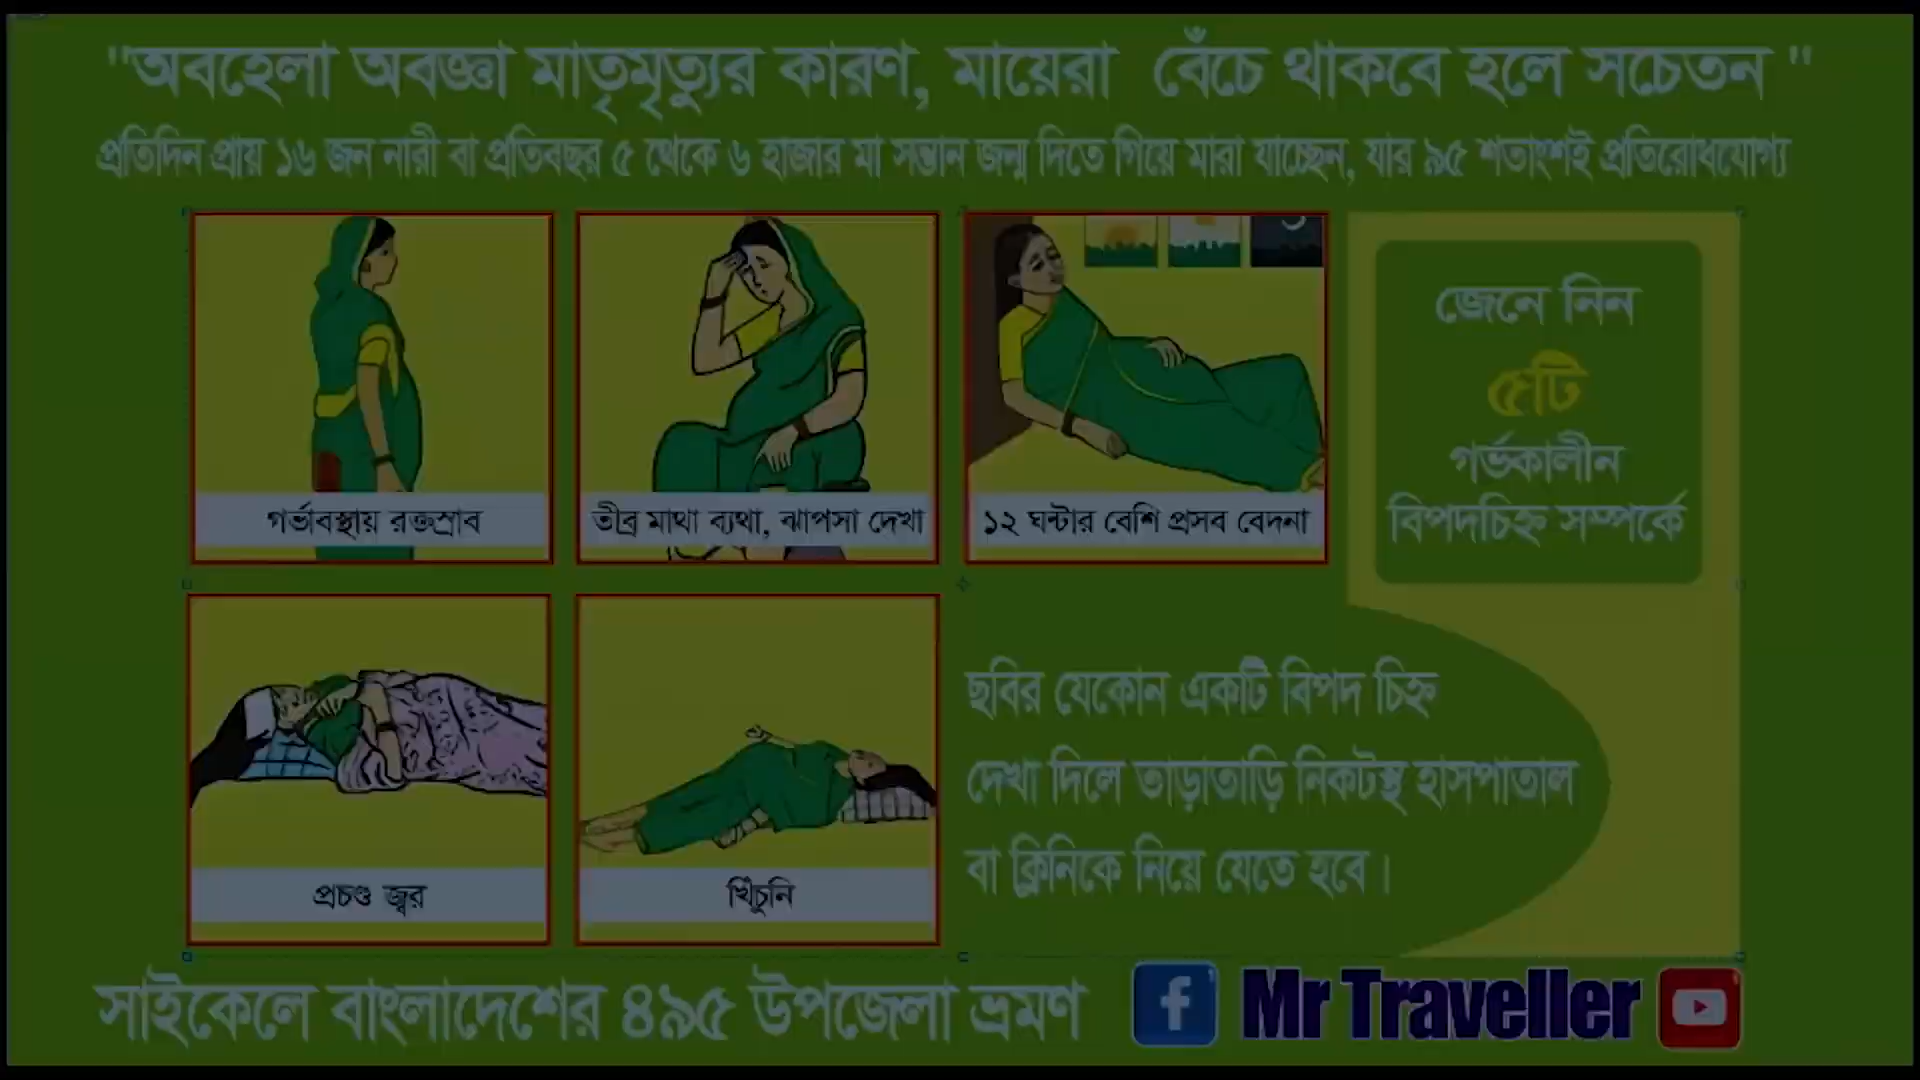 "অবহেলা অবজ্ঞা মাতৃমৃত্যুর কারণ, মায়েরা বেঁচে থাকবে হলে সচেতন "
প্রতিদিন প্রায় ১৬ জন নারী বা প্রতিবছর ৫ থেকে ৬ হাজার মা সন্তান জন্ম দিতে গিয়ে মারা যাচ্ছেন, যার ৯৫ শতাংশই প্রতিরোধযোগ্য
গর্ভাবস্থায় রক্তস্রাব
তীব্র মাথা ব্যথা, ঝাপসা দেখা
১২ ঘন্টার বেশি প্রসব বেদনা
জেনে নিন
৫টি
গর্ভকালীন
বিপদচিহ্ন সম্পর্কে
প্রচণ্ড জ্বর
খিঁচুনি
ছবির যেকোন একটি বিপদ চিহ্ন
দেখা দিলে তাড়াতাড়ি নিকটস্থ হাসপাতাল
বা ক্লিনিকে নিয়ে যেতে হবে।
সাইকেলে বাংলাদেশের ৪৯৫ উপজেলা ভ্রমণ
Mr Traveller